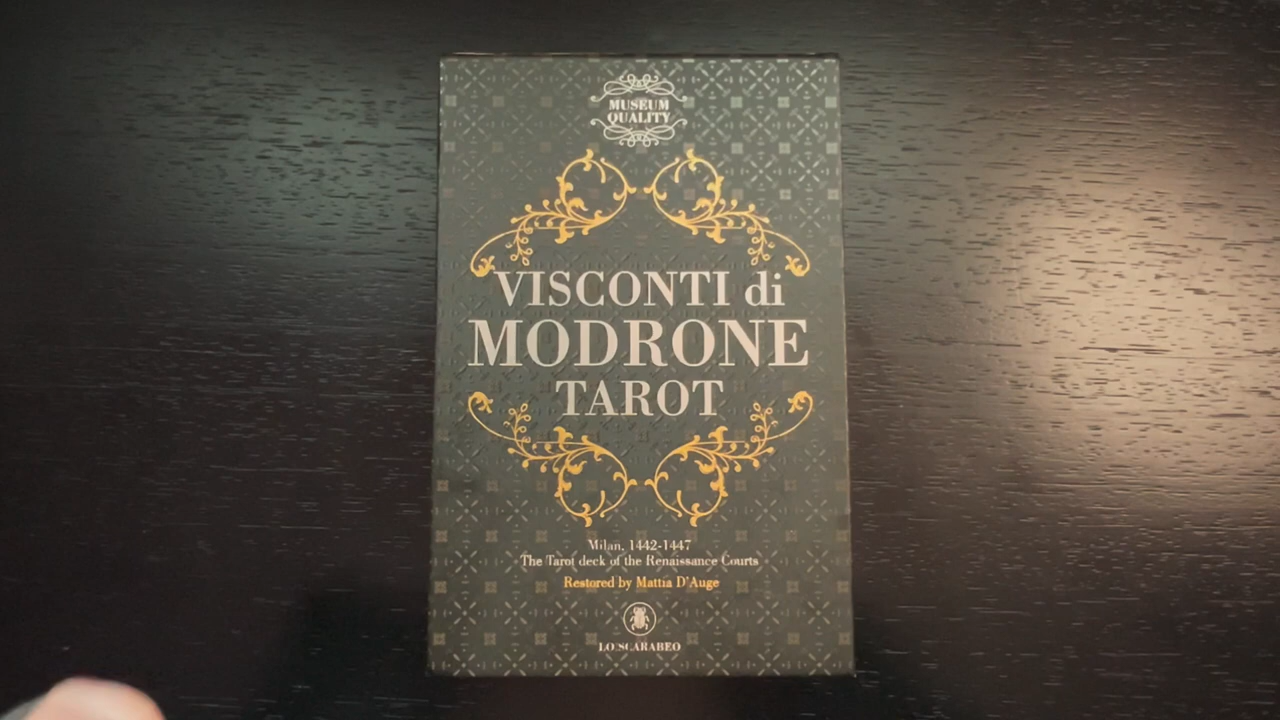 MUSEUM
QUALITY
VISCONTI di
MODRONE
TAROT
Milan, 1442-1447
The Tarot deck of the Renaissance Courts
Restored by Mattia D'Auge
LO SCARABEO